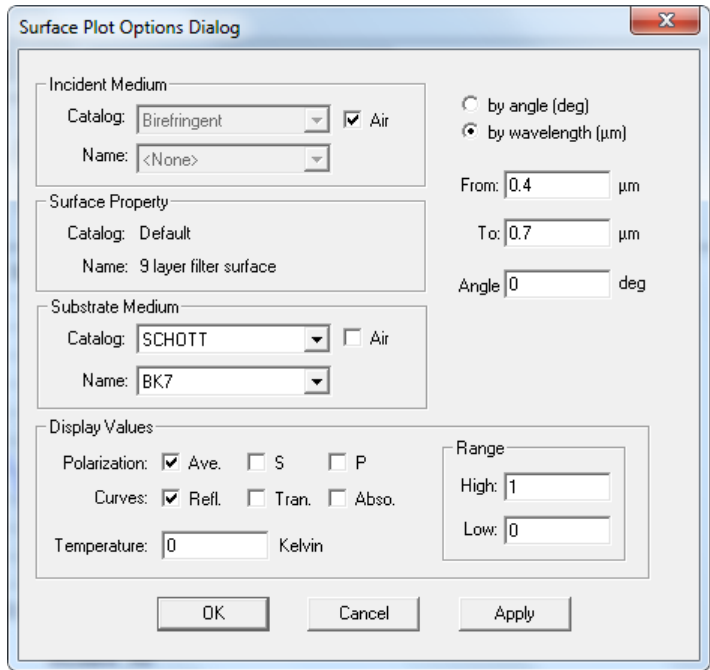 Surface Plot Options Dialog
Incident Medium
Catalog: Birefringent Air
Name: <None>
by angle (deg)
by wavelength (µm)
From: 0.4 µm
To: 0.7 µm
Angle 0 deg
Surface Property
Catalog: Default
Name: 9 layer filter surface
Substrate Medium
Catalog: SCHOTT Air
Name: BK7
Display Values
Polarization: Ave. S P
Curves: Refl. Tran. Abso.
Temperature: 0 Kelvin
Range
High: 1
Low: 0
OK Cancel Apply